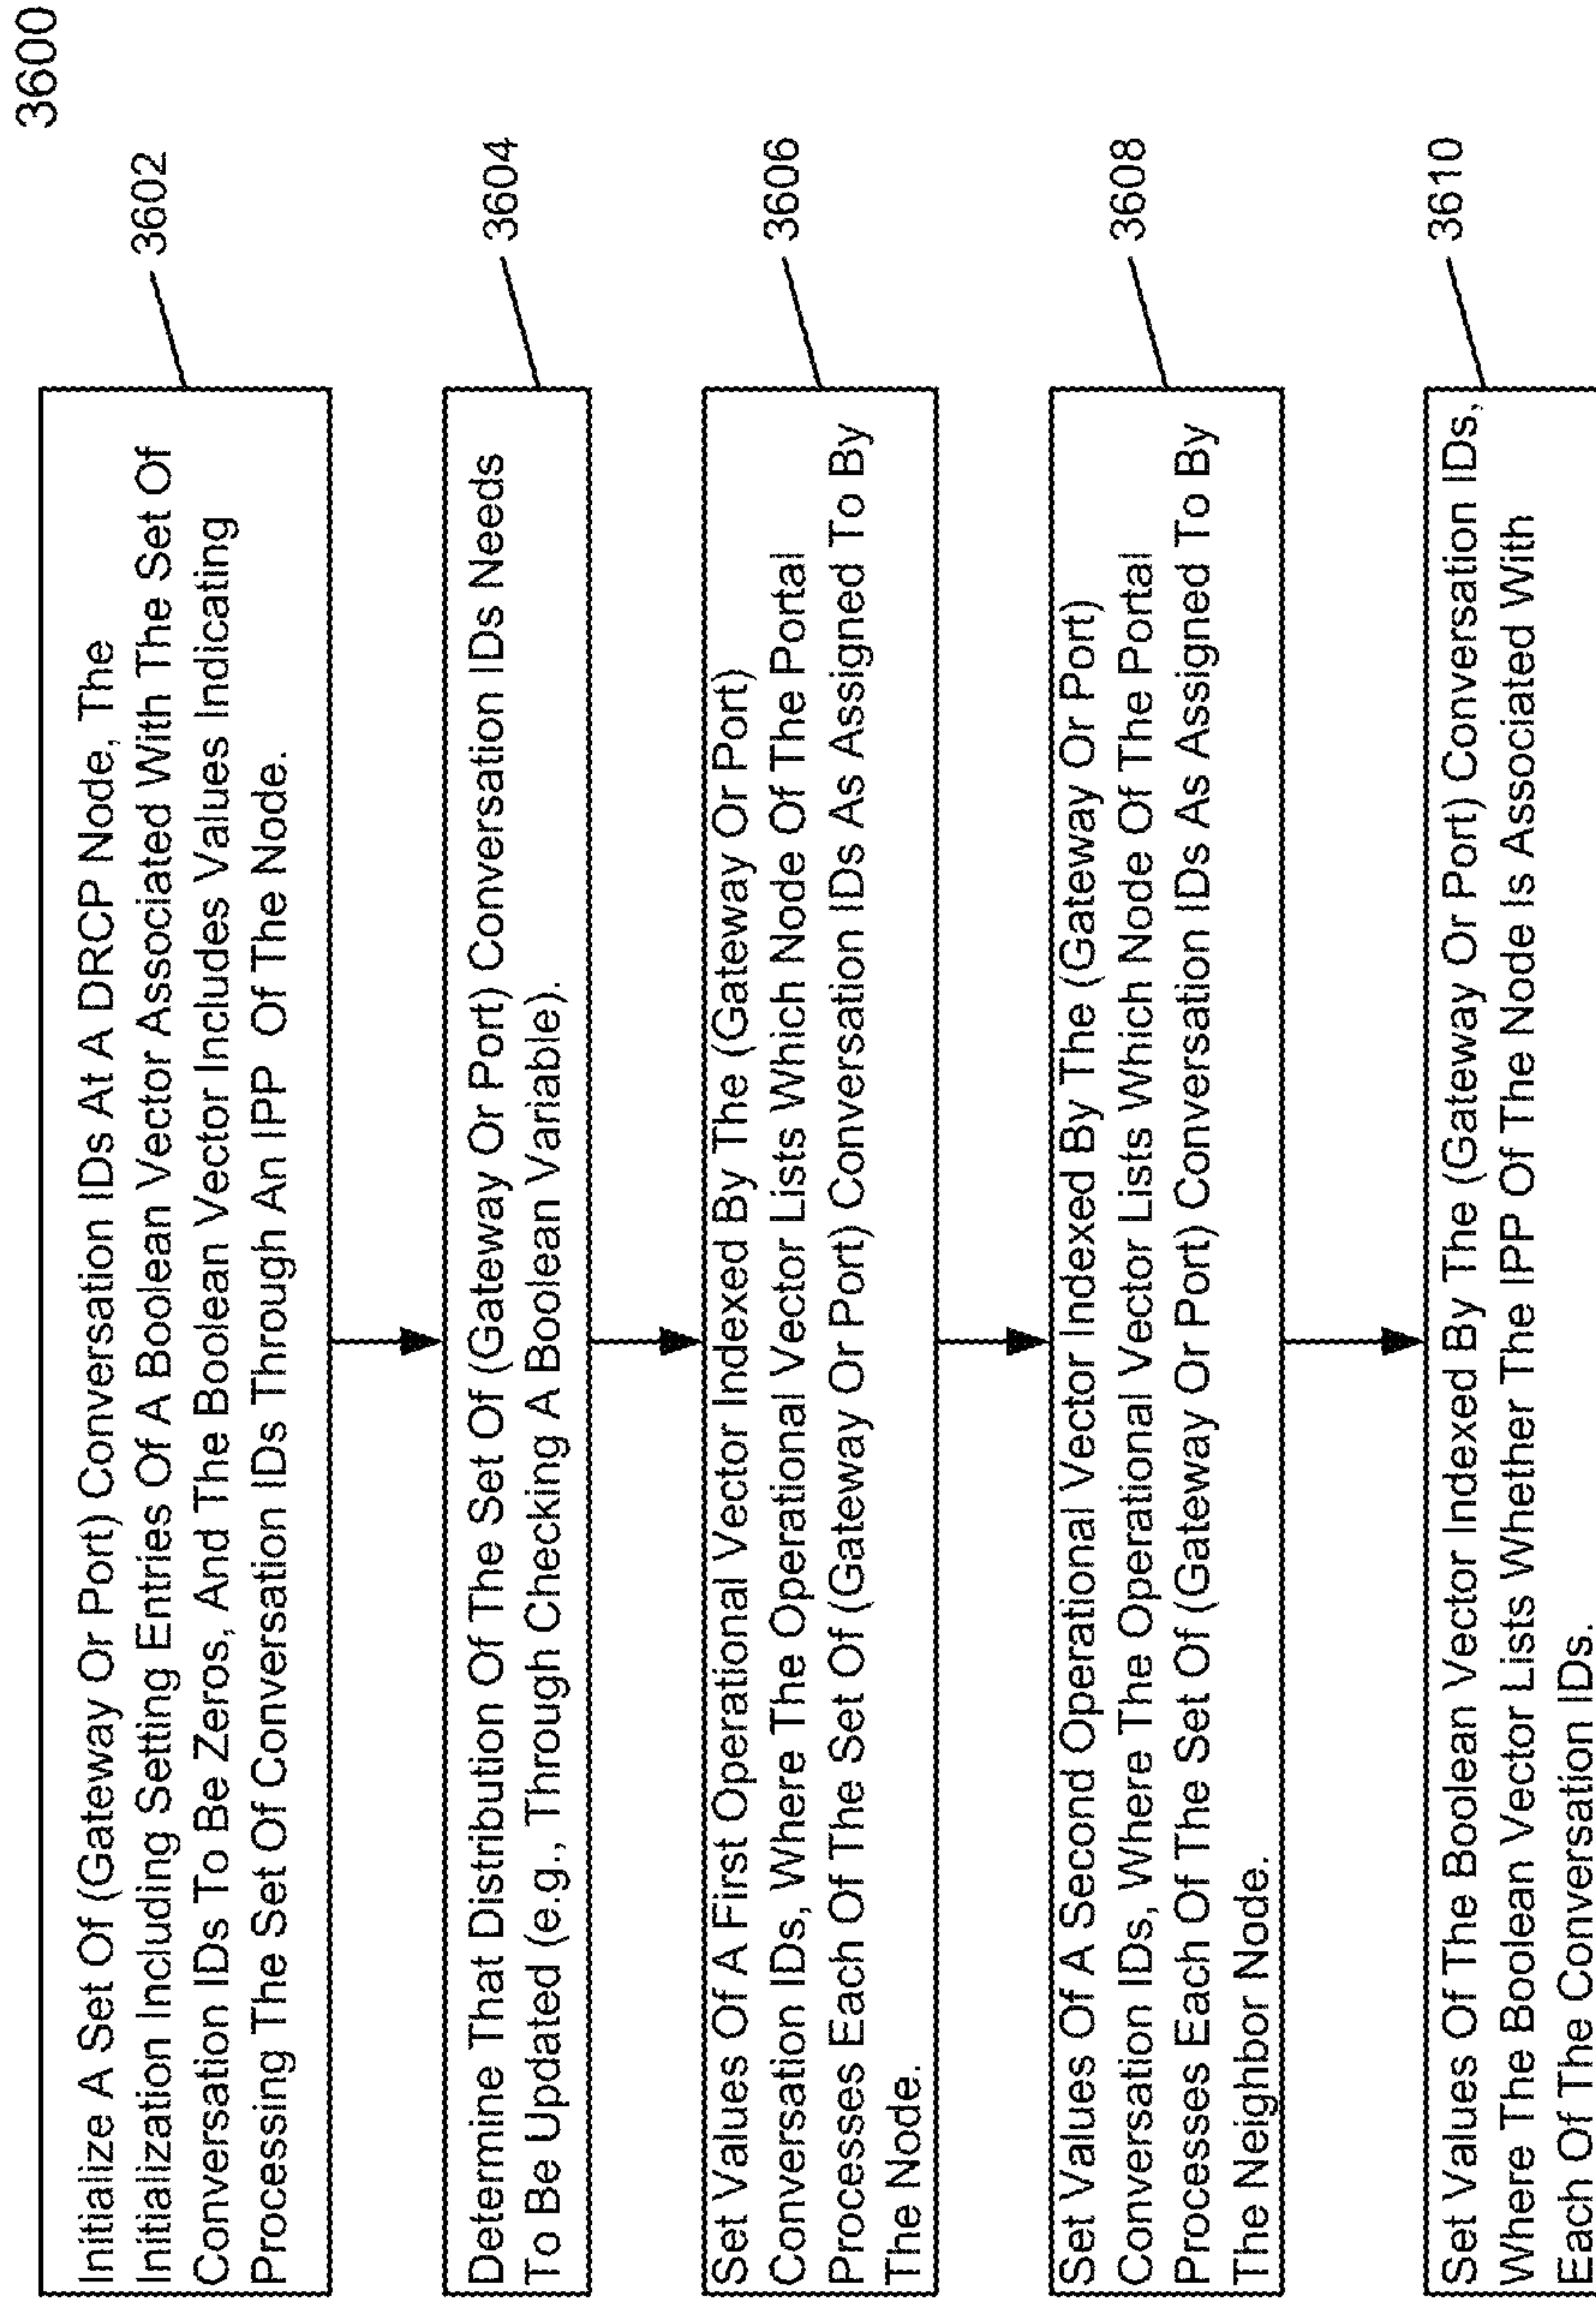 3600
Initialize A Set Of (Gateway Or Port) Conversation IDs At A DRCP Node, The
Initialization Including Setting Entries Of A Boolean Vector Associated With The Set Of
Conversation IDs To Be Zeros, And The Boolean Vector Includes Values Indicating
Processing The Set Of Conversation IDs Through An IPP Of The Node.
3602
Determine That Distribution Of The Set Of (Gateway Or Port) Conversation IDs Needs
To Be Updated (e.g., Through Checking A Boolean Variable).
3604
Set Values Of A First Operational Vector Indexed By The (Gateway Or Port)
Conversation IDs, Where The Operational Vector Lists Which Node Of The Portal
Processes Each Of The Set Of (Gateway Or Port) Conversation IDs As Assigned To By
The Node.
3606
Set Values Of A Second Operational Vector Indexed By The (Gateway Or Port)
Conversation IDs, Where The Operational Vector Lists Which Node Of The Portal
Processes Each Of The Set Of (Gateway Or Port) Conversation IDs As Assigned To By
The Neighbor Node.
3608
Set Values Of The Boolean Vector Indexed By The (Gateway Or Port) Conversation IDs,
Where The Boolean Vector Lists Whether The IPP Of The Node Is Associated With
Each Of The Conversation IDs.
3610